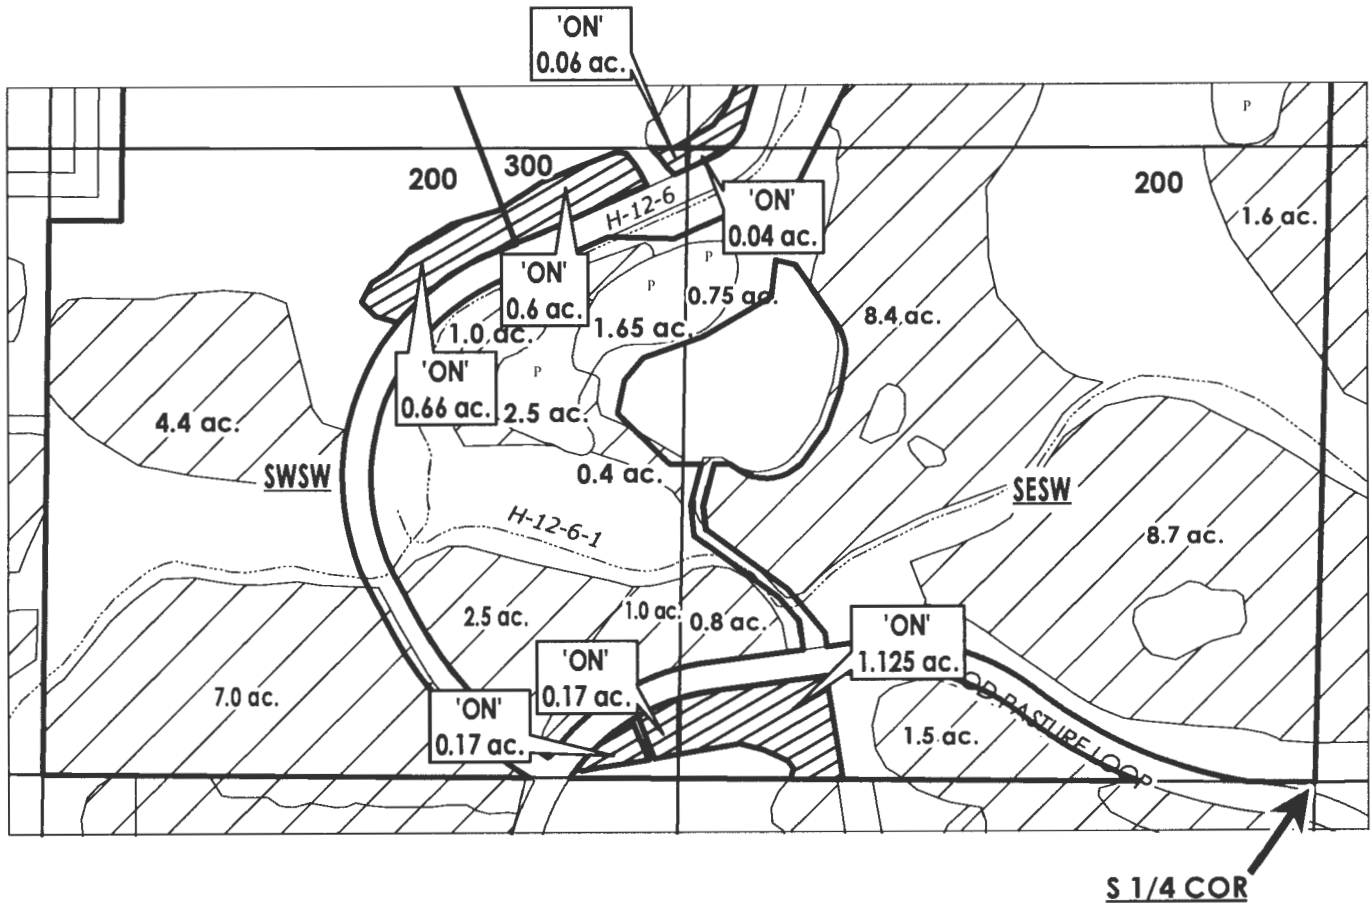 'ON'
0.06 ac.
P
200
300
200
H-12-6
'ON'
0.04 ac.
1.6 ac.
'ON'
0.6 ac.
P
P
0.75 ac.
1.0 ac.
1.65 ac.
8.4 ac.
'ON'
0.66 ac.
P
2.5 ac.
4.4 ac.
SWSW
0.4 ac.
SESW
H-12-6-1
8.7 ac.
2.5 ac.
1.0 ac.
0.8 ac.
'ON'
1.125 ac.
'ON'
0.17 ac.
7.0 ac.
'ON'
0.17 ac.
OD PASTURE LOOP
1.5 ac.
S 1/4 COR